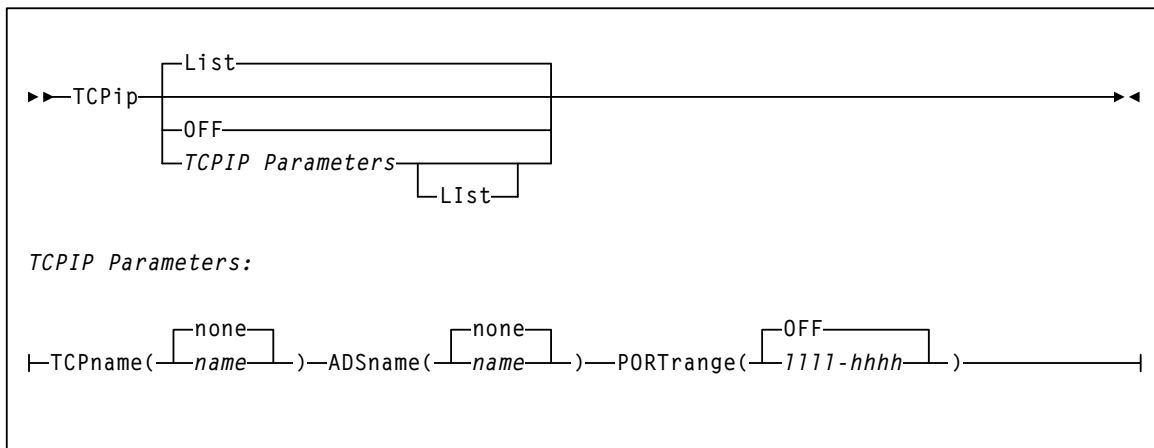 List
TCPip
OFF
TCPIP Parameters
LIst
TCPIP Parameters:
none none OFF
TCPname( name ) ADSname( name ) PORTrange( llll-hhhh )